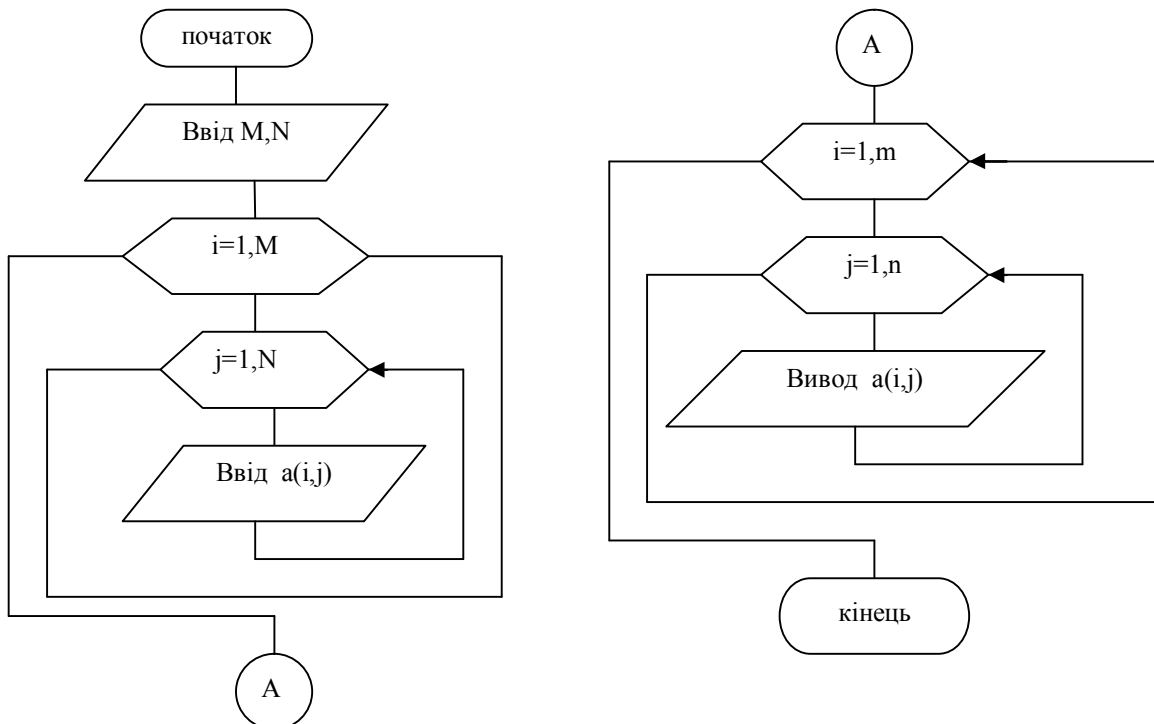 початок
Ввід M,N
i=1,M
j=1,N
Ввід a(i,j)
A
A
i=1,m
j=1,n
Вивод a(i,j)
кінець